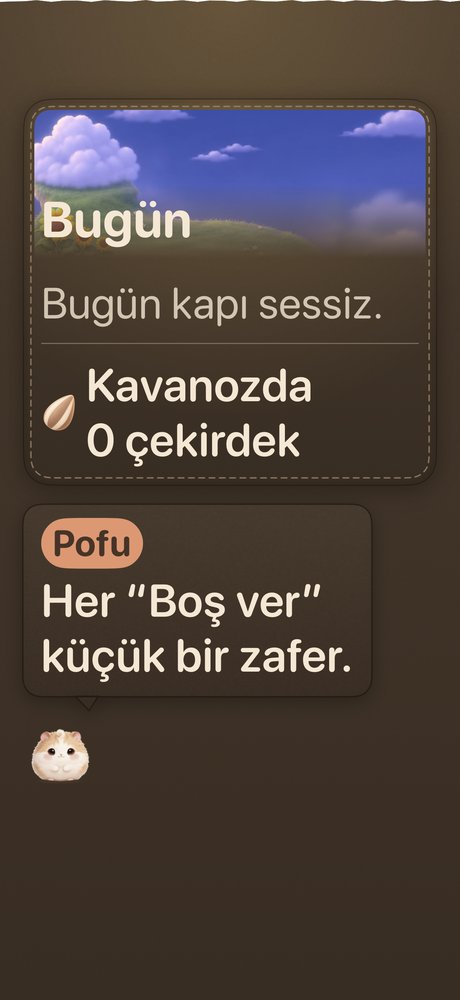 Bugün
Bugün kapı sessiz.
Kavanozda
0 çekirdek
Pofu
Her “Boş ver”
küçük bir zafer.